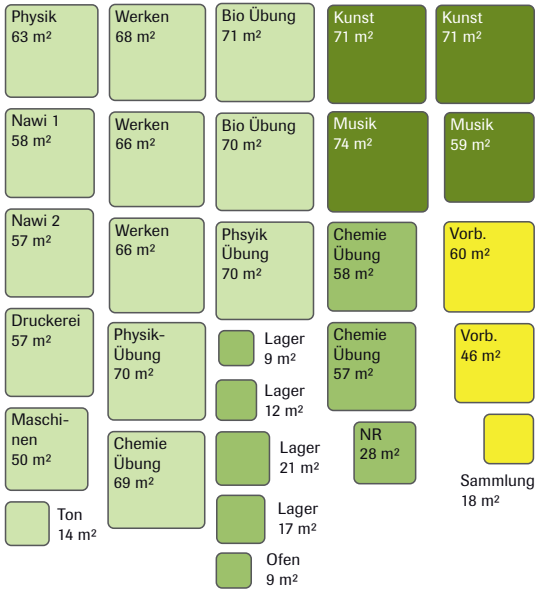 Physik
63 m²
Werken
68 m²
Bio Übung
71 m²
Kunst
71 m²
Kunst
71 m²
Nawi 1
58 m²
Werken
66 m²
Bio Übung
70 m²
Musik
74 m²
Musik
59 m²
Nawi 2
57 m²
Werken
66 m²
Phsyik
Übung
70 m²
Chemie
Übung
58 m²
Vorb.
60 m²
Druckerei
57 m²
Physik-
Übung
70 m²
Lager
9 m²
Chemie
Übung
57 m²
Vorb.
46 m²
Lager
12 m²
Maschi-
nen
50 m²
Chemie
Übung
69 m²
Lager
21 m²
NR
28 m²
Sammlung
18 m²
Ton
14 m²
Lager
17 m²
Ofen
9 m²